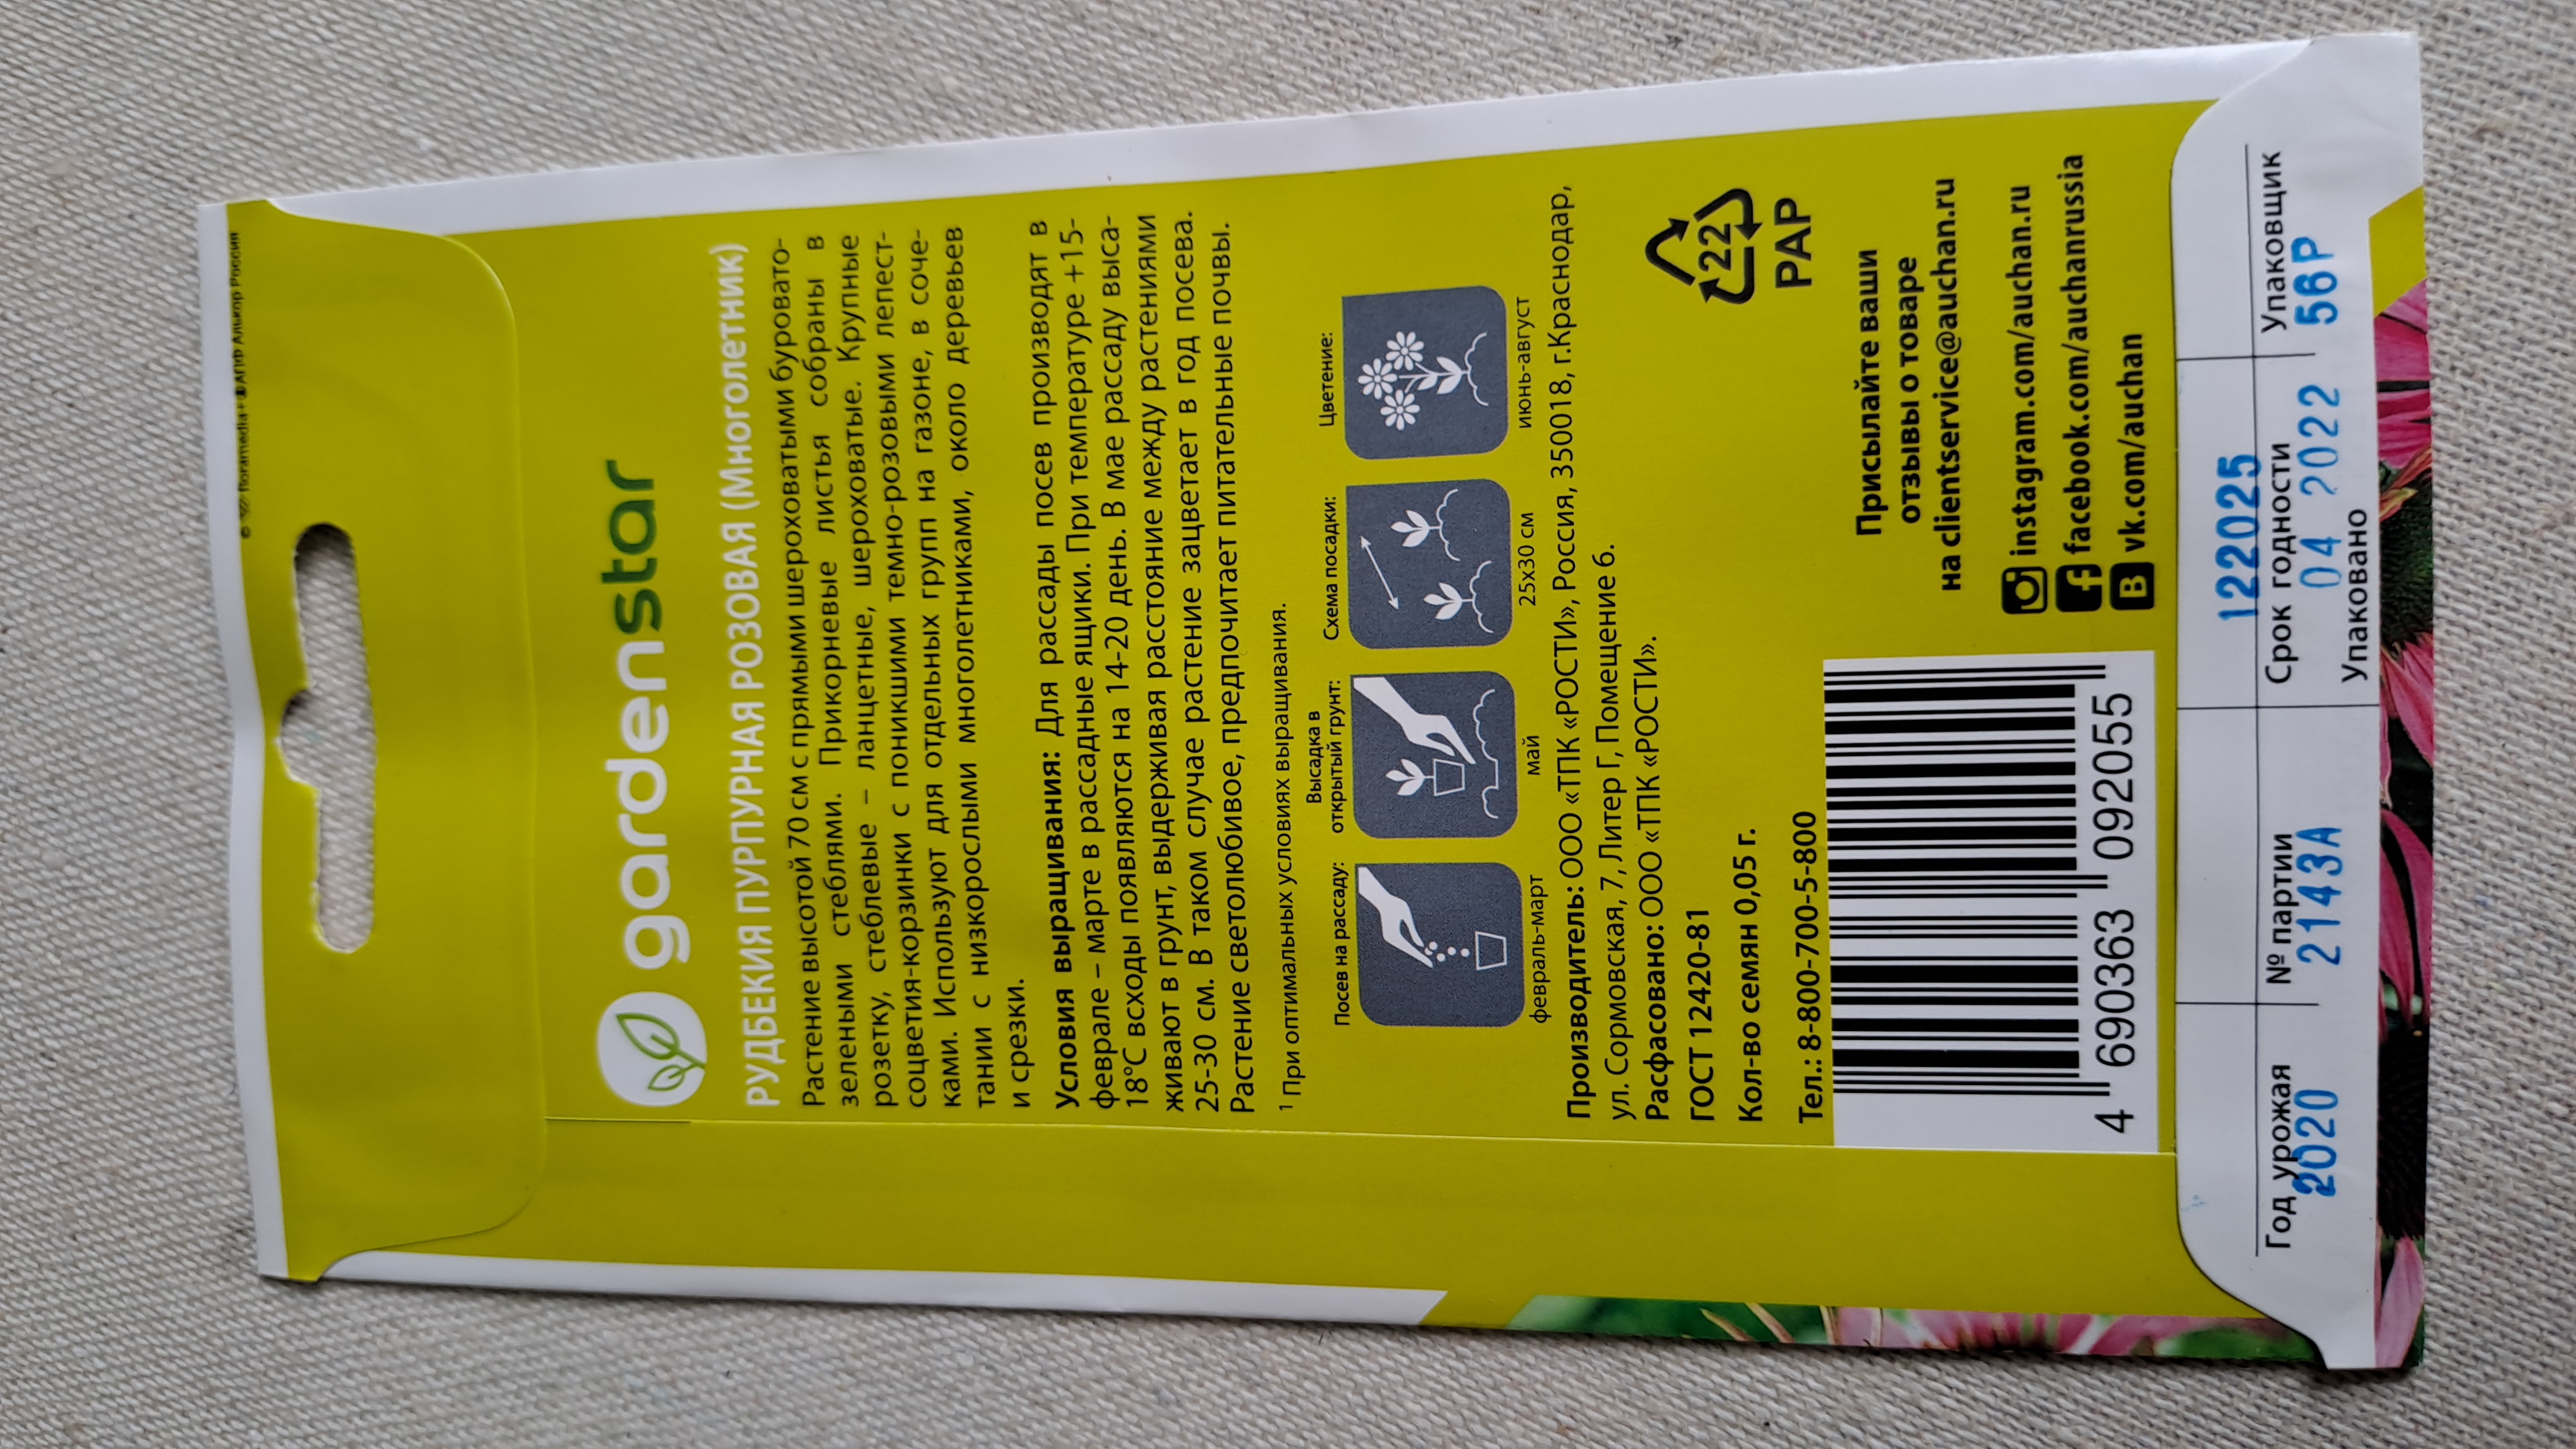 © floramedia + © АПФ Алькор Россия
gardenstar
РУДБЕКИЯ ПУРПУРНАЯ РОЗОВАЯ (Многолетник)
Растение высотой 70 см с прямыми шероховатыми буровато-
зелеными стеблями. Прикорневые листья собраны в
розетку, стеблевые – ланцетные, шероховатые. Крупные
соцветия-корзинки с поникшими темно-розовыми лепест-
ками. Используют для отдельных групп на газоне, в соче-
тании с низкорослыми многолетниками, около деревьев
и срезки.
Условия выращивания: Для рассады посев производят в
феврале – марте в рассадные ящики. При температуре +15-
18°С всходы появляются на 14-20 день. В мае рассаду выса-
живают в грунт, выдерживая расстояние между растениями
25-30 см. В таком случае растение зацветает в год посева.
Растение светолюбивое, предпочитает питательные почвы.
¹ При оптимальных условиях выращивания.
Посев на рассаду:
февраль-март
Высадка в
открытый грунт:
май
Схема посадки:
25х30 см
Цветение:
июнь-август
Производитель: ООО «ТПК «РОСТИ», Россия, 350018, г.Краснодар,
ул. Сормовская, 7, Литер Г, Помещение 6.
Расфасовано: ООО «ТПК «РОСТИ».
ГОСТ 12420-81
Кол-во семян 0,05 г.
Тел.: 8-800-700-5-800
22
PAP
Присылайте ваши
отзывы о товаре
на clientservice@auchan.ru
instagram.com/auchan.ru
facebook.com/auchanrussia
vk.com/auchan
4 690363 092055
Год урожая
2020
№ партии
2143А
122025
Срок годности
04 2022
Упаковано
Упаковщик
56Р